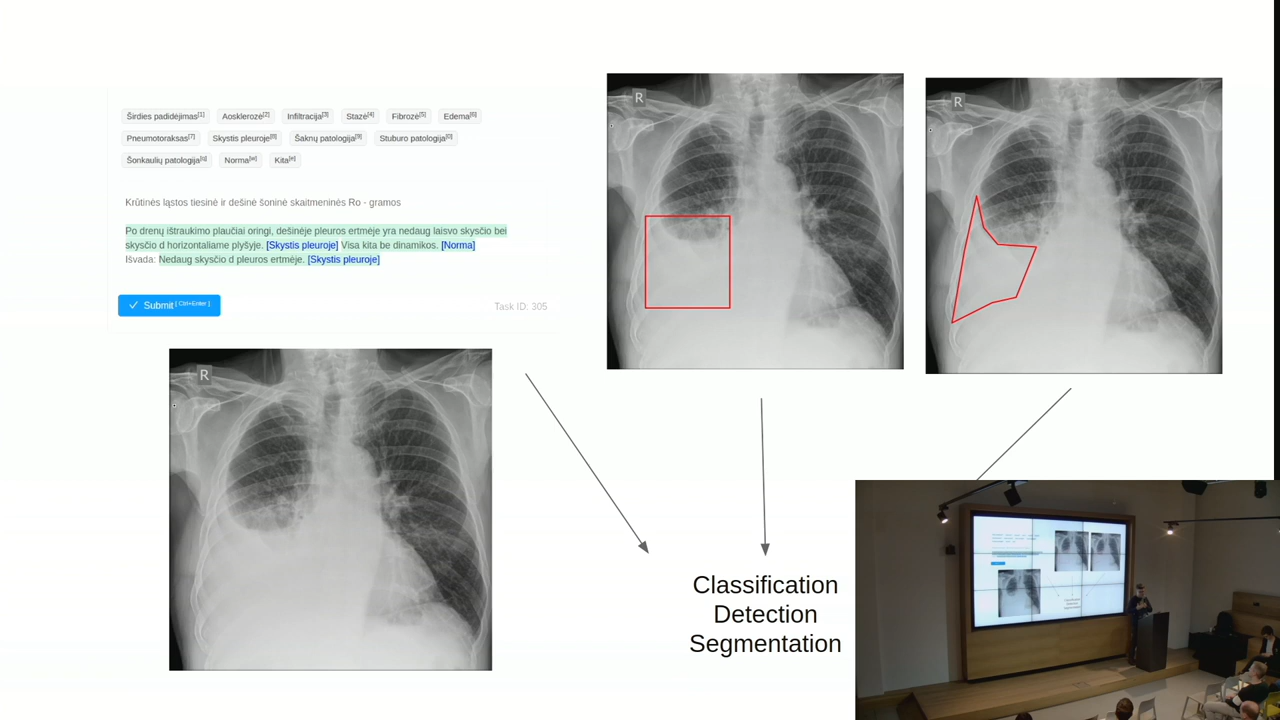 Širdies padidėjimas[1] Aosklerozė[2] Infiltracija[3] Stazė[4] Fibrozė[5] Edema[6]
Pneumotoraksas[7] Skystis pleuroje[8] Šaknų patologija[9] Stuburo patologija[0]
Šonkaulių patologija[q] Norma[w] Kita[e]
Krūtinės ląstos tiesinė ir dešinė šoninė skaitmeninės Ro - gramos
Po drenų ištraukimo plaučiai oringi, dešinėje pleuros ertmėje yra nedaug laisvo skysčio bei
skysčio d horizontaliame plyšyje. [Skystis pleuroje] Visa kita be dinamikos. [Norma]
Išvada: Nedaug skysčio d pleuros ertmėje. [Skystis pleuroje]
Submit [ Ctrl+Enter ]
Task ID: 305
R
R
R
Classification
Detection
Segmentation